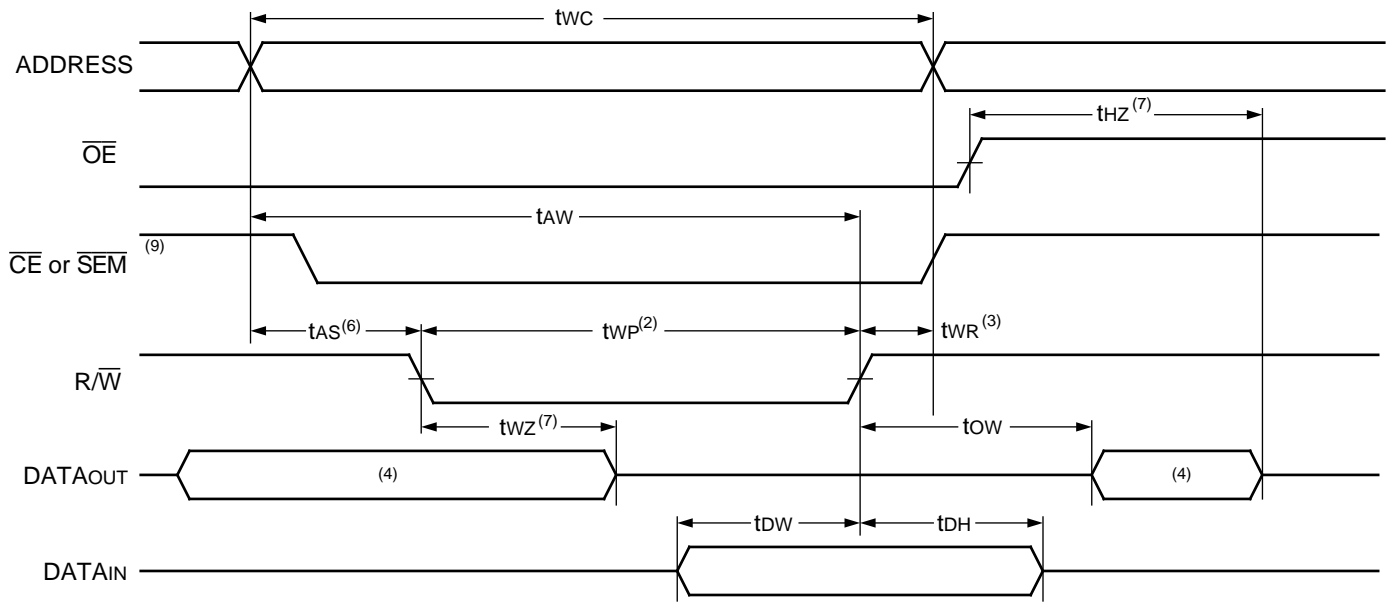 tWC
ADDRESS
tHZ(7)
OE
tAW
CE or SEM (9)
tAS(6) tWP(2) tWR(3)
R/W
tWZ(7) tOW
DATAOUT (4) (4)
tDW tDH
DATAIN